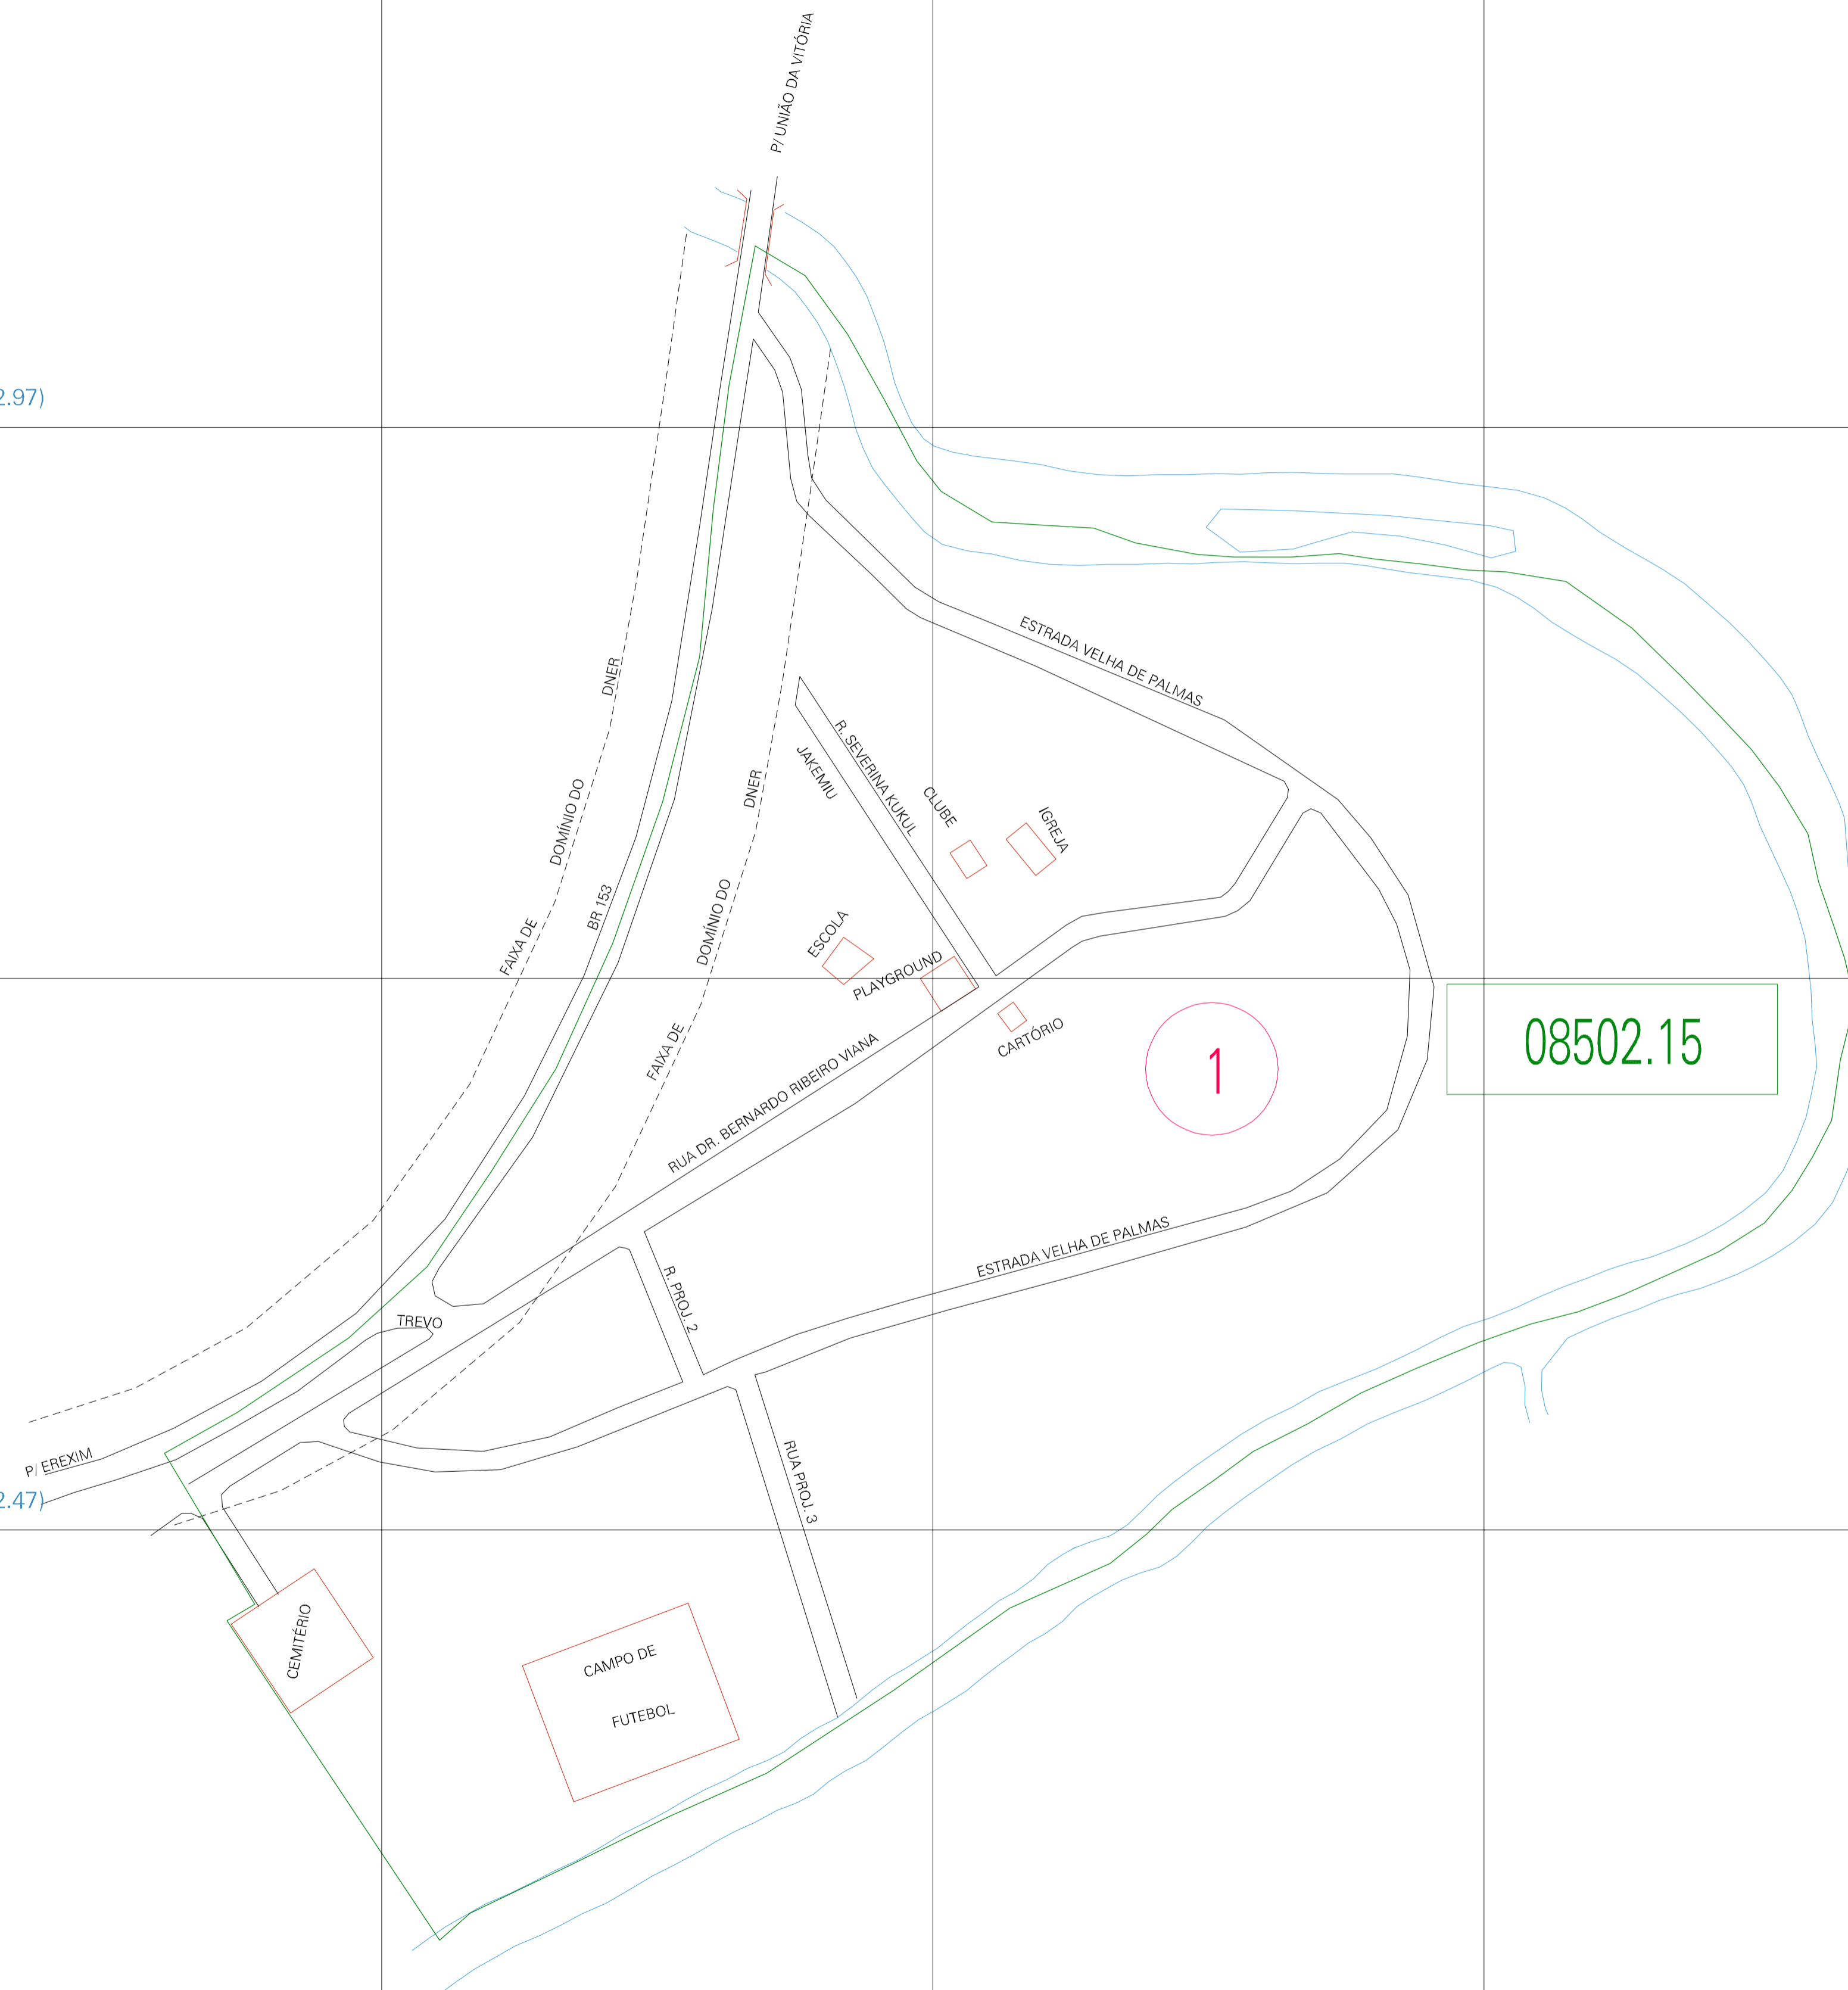 P/ UNIÃO DA VITÓRIA
2.97)
ESTRADA VELHA DE PALMAS
DNER
R. SEVERINA KUKUL
JAKEMIU
DNER
DOMÍNIO DO
CLUBE
IGREJA
BR 153
DOMÍNIO DO
FAIXA DE
ESCOLA
PLAYGROUND
CARTÓRIO
1
08502.15
FAIXA DE
RUA DR. BERNARDO RIBEIRO VIANA
ESTRADA VELHA DE PALMAS
R. PROJ. 2
TREVO
P/ EREXIM
RUA PROJ. 3
2.47)
CEMITÉRIO
CAMPO DE
FUTEBOL